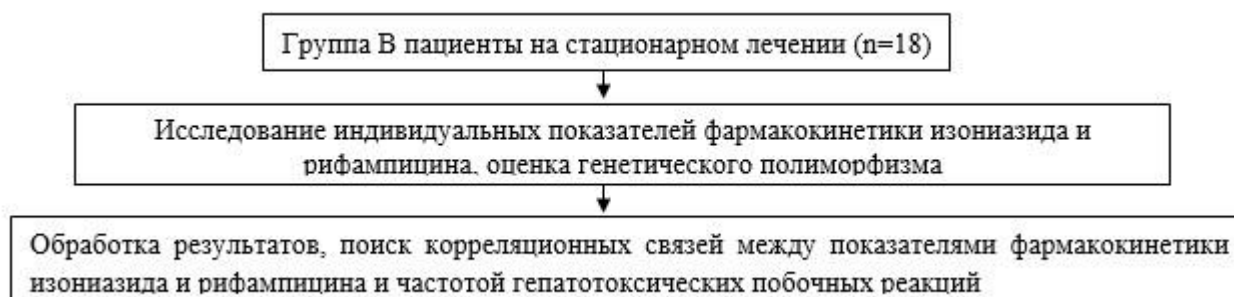 Группа В пациенты на стационарном лечении (n=18)
Исследование индивидуальных показателей фармакокинетики изониазида и
рифампицина, оценка генетического полиморфизма
Обработка результатов, поиск корреляционных связей между показателями фармакокинетики
изониазида и рифампицина и частотой гепатотоксических побочных реакций